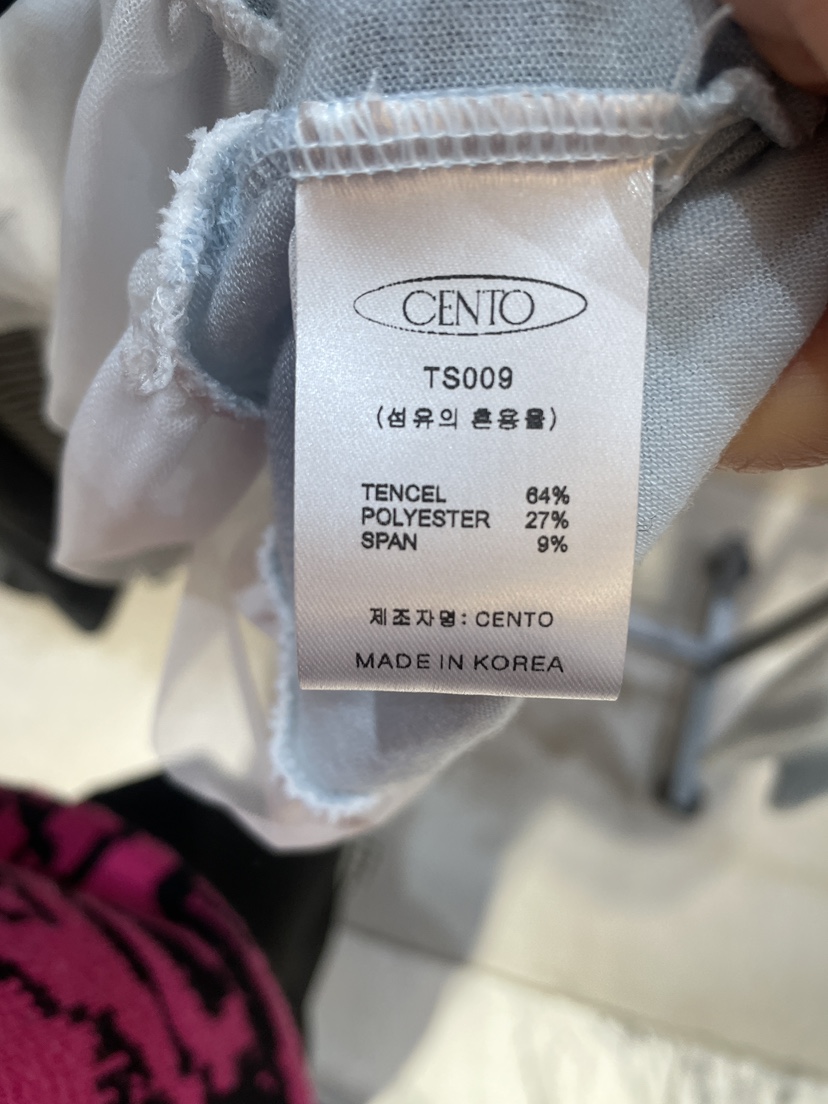 CENTO
TS009
(섬유의 혼용율)
TENCEL 64%
POLYESTER 27%
SPAN 9%
제조자명: CENTO
MADE IN KOREA